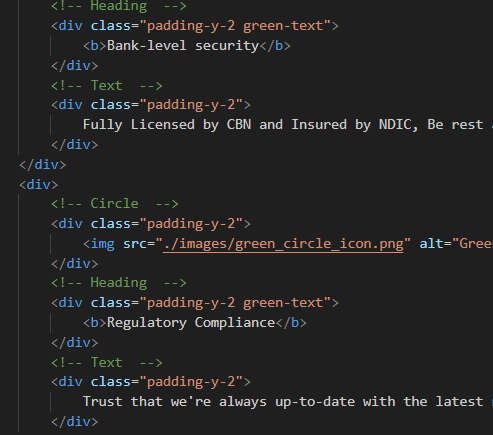 <!-- Heading  -->
<div class="padding-y-2 green-text">
<b>Bank-level security</b>
</div>
<!-- Text  -->
<div class="padding-y-2">
Fully Licensed by CBN and Insured by NDIC, Be rest
</div>
</div>
<div>
<!-- Circle  -->
<div class="padding-y-2">
<img src="./images/green_circle_icon.png" alt="Gree
</div>
<!-- Heading  -->
<div class="padding-y-2 green-text">
<b>Regulatory Compliance</b>
</div>
<!-- Text  -->
<div class="padding-y-2">
Trust that we're always up-to-date with the latest
</div>